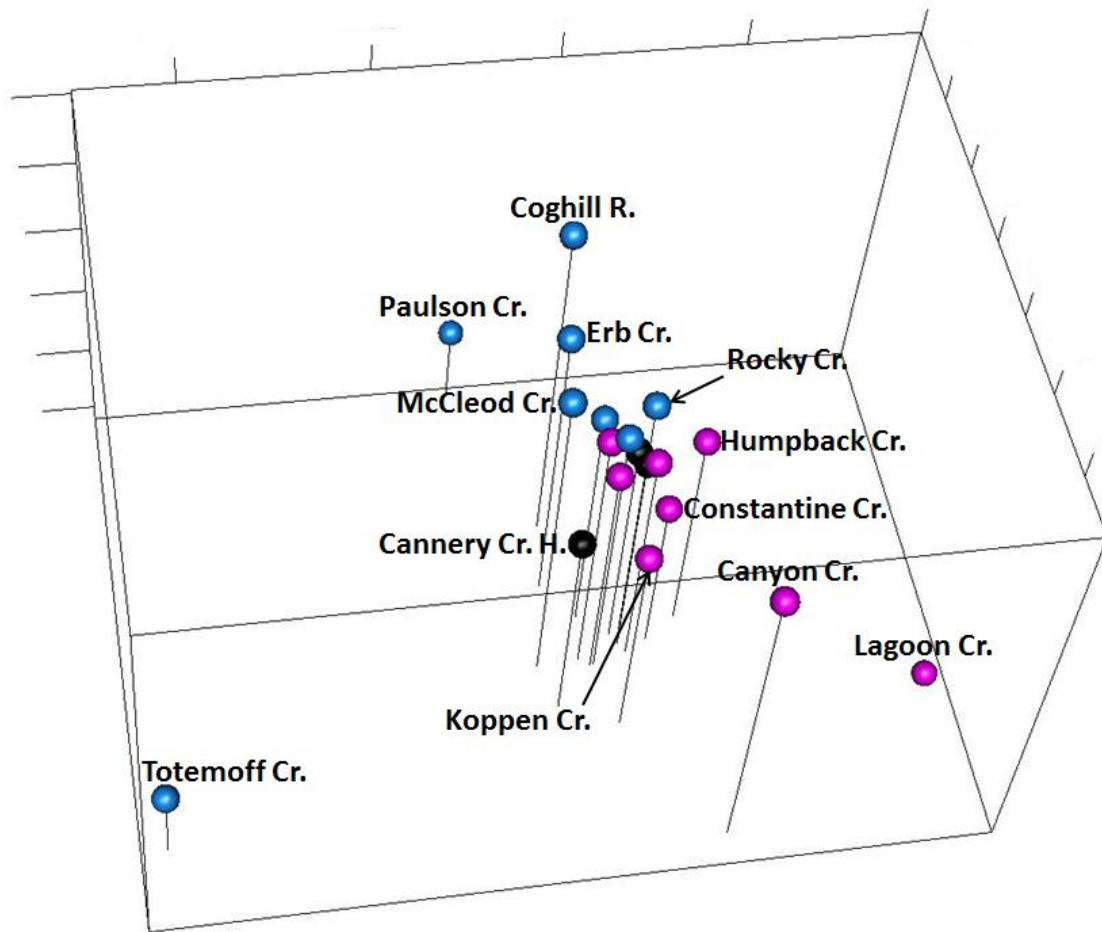 Coghill R.
Paulson Cr.
Erb Cr.
Rocky Cr.
McCleod Cr.
Humpback Cr.
Constantine Cr.
Cannery Cr. H.
Canyon Cr.
Lagoon Cr.
Koppen Cr.
Totemoff Cr.